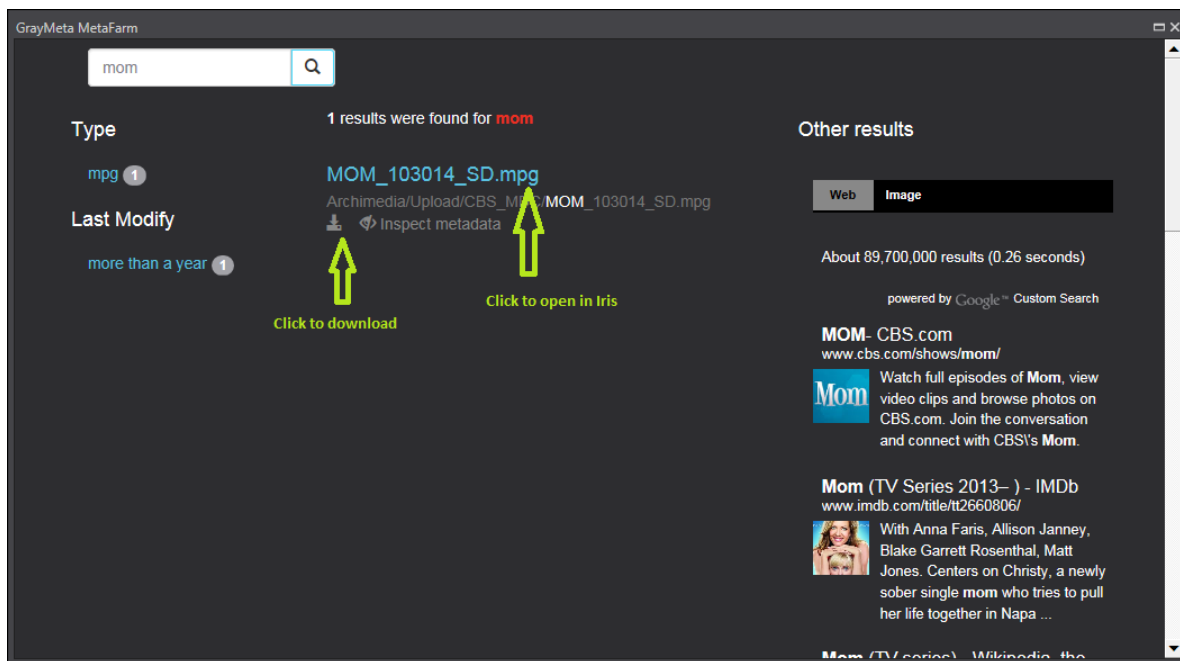 GrayMeta MetaFarm
mom
Type
mpg 1
Last Modify
more than a year 1
1 results were found for mom
MOM_103014_SD.mpg
Archimedia/Upload/CBS_M /MOM_103014_SD.mpg
Inspect metadata
Click to download
Click to open in Iris
Other results
Web Image
About 89,700,000 results (0.26 seconds)
powered by Google™ Custom Search
MOM- CBS.com
www.cbs.com/shows/mom/
Mom
Watch full episodes of Mom, view
video clips and browse photos on
CBS.com. Join the conversation
and connect with CBS\'s Mom.
Mom (TV Series 2013– ) - IMDb
www.imdb.com/title/tt2660806/
With Anna Faris, Allison Janney,
Blake Garrett Rosenthal, Matt
Jones. Centers on Christy, a newly
sober single mom who tries to pull
her life together in Napa ...
Mom (TV series) - Wikipedia, the